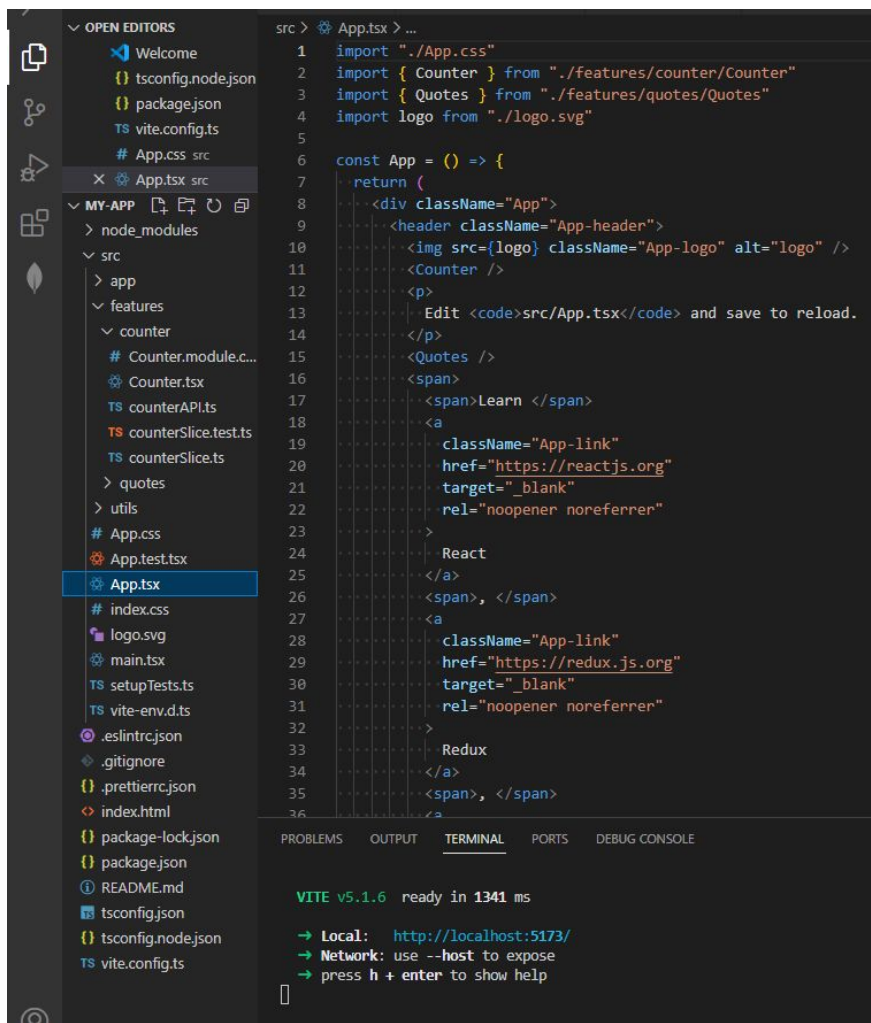 OPEN EDITORS
Welcome
{} tsconfig.node.json
{} package.json
TS vite.config.ts
# App.css src
App.tsx src
MY-APP
node_modules
src
app
features
counter
# Counter.module.c...
Counter.tsx
TS counterAPI.ts
TS counterSlice.test.ts
TS counterSlice.ts
quotes
utils
# App.css
App.test.tsx
App.tsx
# index.css
logo.svg
main.tsx
TS setupTests.ts
TS vite-env.d.ts
.eslintrc.json
.gitignore
{} .prettierrc.json
<> index.html
{} package-lock.json
{} package.json
README.md
TS tsconfig.json
{} tsconfig.node.json
TS vite.config.ts
src > App.tsx > ...
1 import "./App.css"
2 import { Counter } from "./features/counter/Counter"
3 import { Quotes } from "./features/quotes/Quotes"
4 import logo from "./logo.svg"
5
6 const App = () => {
7 return (
8 <div className="App">
9 <header className="App-header">
10 <img src={logo} className="App-logo" alt="logo" />
11 <Counter />
12 <p>
13 Edit <code>src/App.tsx</code> and save to reload.
14 </p>
15 <Quotes />
16 <span>
17 <span>Learn </span>
18 <a
19 className="App-link"
20 href="https://reactjs.org"
21 target="_blank"
22 rel="noopener noreferrer"
23 >
24 React
25 </a>
26 <span>, </span>
27 <a
28 className="App-link"
29 href="https://redux.js.org"
30 target="_blank"
31 rel="noopener noreferrer"
32 >
33 Redux
34 </a>
35 <span>, </span>
36 <a
PROBLEMS OUTPUT TERMINAL PORTS DEBUG CONSOLE
VITE v5.1.6 ready in 1341 ms
➜ Local: http://localhost:5173/
➜ Network: use --host to expose
➜ press h + enter to show help